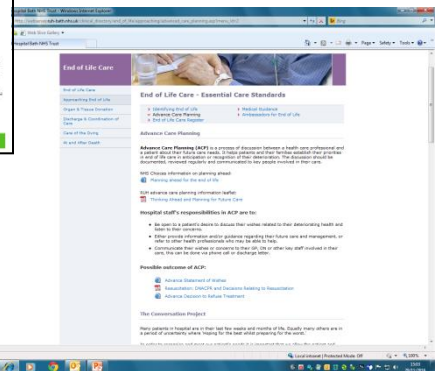 Hospital Bath NHS Trust - Windows Internet Explorer
Bing
Web Slice Gallery
Hospital Bath NHS Trust
Page Safety Tools
End of Life Care
End of Life Care
Approaching End of Life
Organ & Tissue Donation
Discharge & Coordination of Care
Care of the Dying
At and After Death
End of Life Care - Essential Care Standards
Identifying End of Life
Medical Guidance
Advance Care Planning
Ambassadors for End of Life
End of Life Care Register
Advance Care Planning
Advance Care Planning (ACP) is a process of discussion between a health care professional and
a patient about their future care needs. It helps patients and their families establish their priorities
in end of life care in anticipation or recognition of their deterioration. The discussion should be
documented, reviewed regularly and communicated to key people involved in their care.
NHS Choices information on planning ahead
Planning ahead for the end of life
RUH advance care planning information leaflet
Thinking Ahead and Planning for Future Care
Hospital staff's responsibilities in ACP are to:
Be open to a patient's desire to discuss their wishes related to their deteriorating health and
listen to their concerns.
Either provide information and/or guidance regarding their future care and management, or
refer to other health professionals who may be able to help.
Communicate their wishes or concerns to their GP, DN or other key staff involved in their
care, this can be done via phone call or discharge letter.
Possible outcome of ACP:
Advance Statement of Wishes
Resuscitation: DNACPR and Decisions Relating to Resuscitation
Advance Decision to Refuse Treatment
The Conversation Project
Many patients in hospital are in their last few weeks and months of life. Equally many others are in
a period of uncertainty where 'Hoping for the best whilst preparing for the worst.'
Local intranet | Protected Mode: Off
100%